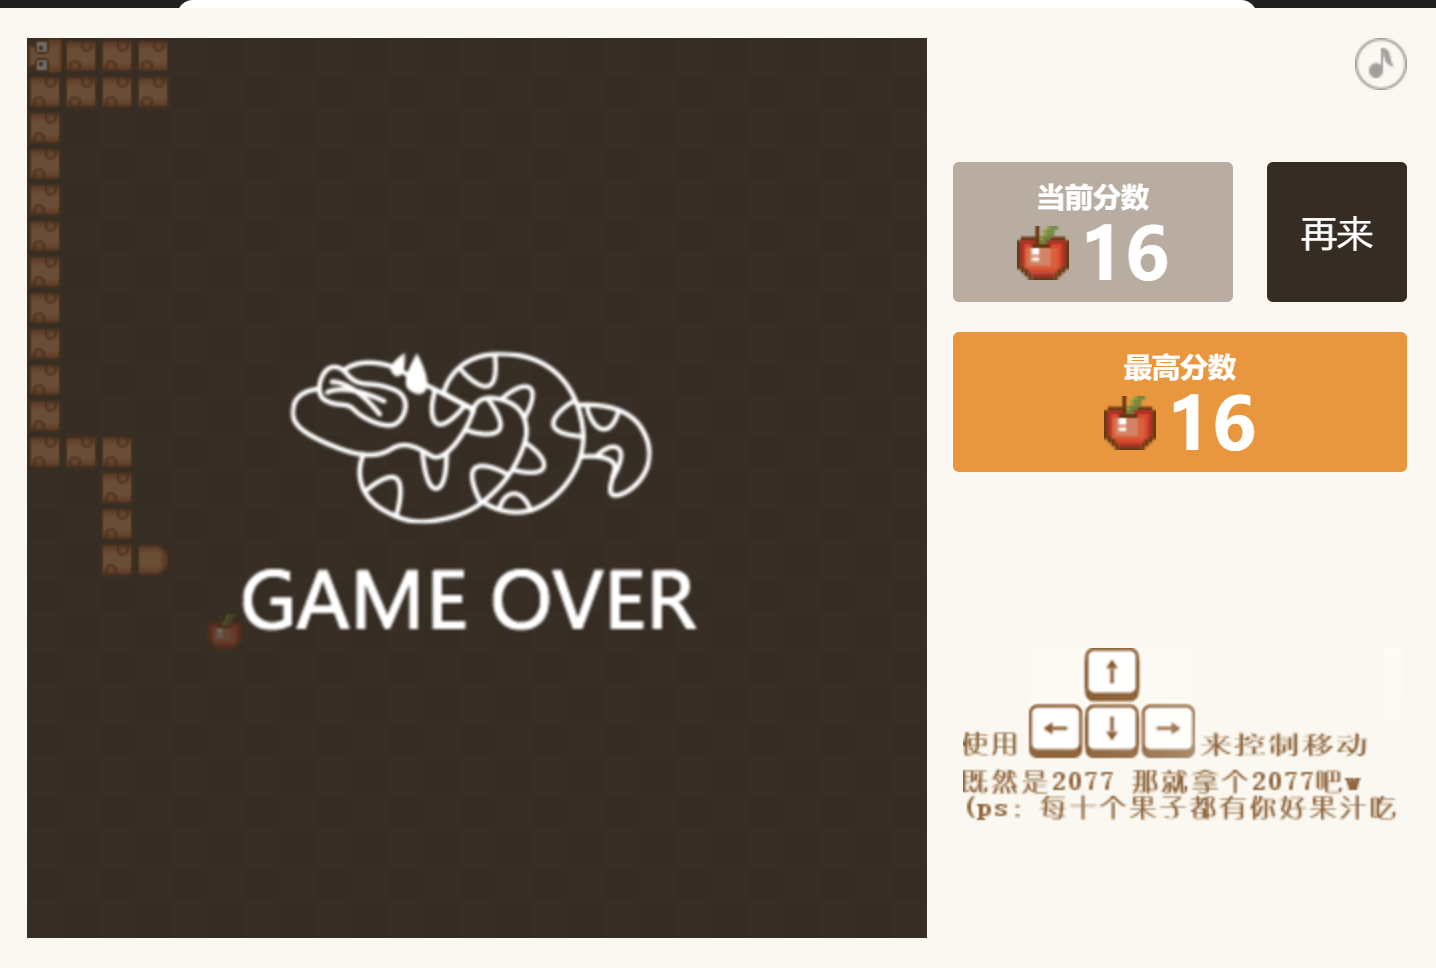 当前分数
16
再来
最高分数
16
GAME OVER
使用 ↑ ← ↓ → 来控制移动
既然是2077 那就拿个2077吧w
(ps: 每十个果子都有你好果汁吃